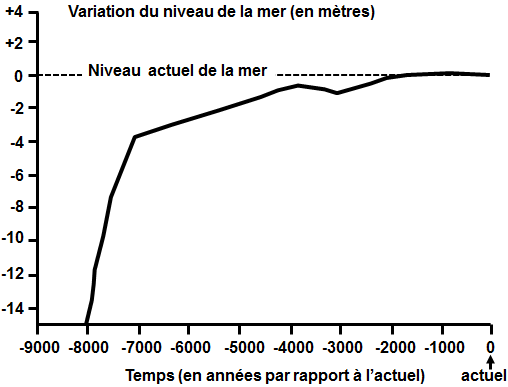 Variation du niveau de la mer (en mètres)
+4
+2
0
-2
-4
-6
-8
-10
-12
-14
Niveau actuel de la mer
-9000 -8000 -7000 -6000 -5000 -4000 -3000 -2000 -1000 0
Temps (en années par rapport à l'actuel) actuel